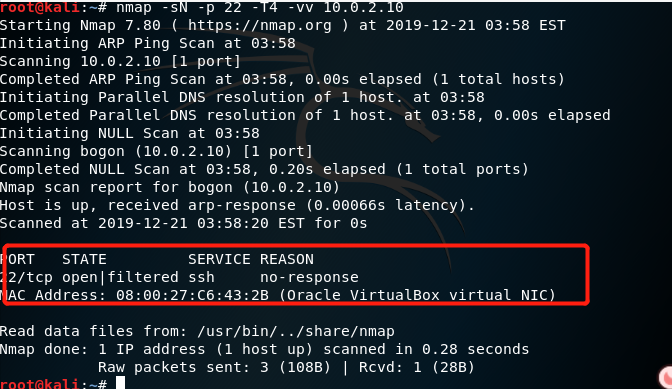 root@kali:~# nmap -sN -p 22 -T4 -vv 10.0.2.10
Starting Nmap 7.80 ( https://nmap.org ) at 2019-12-21 03:58 EST
Initiating ARP Ping Scan at 03:58
Scanning 10.0.2.10 [1 port]
Completed ARP Ping Scan at 03:58, 0.00s elapsed (1 total hosts)
Initiating Parallel DNS resolution of 1 host. at 03:58
Completed Parallel DNS resolution of 1 host. at 03:58, 0.00s elapsed
Initiating NULL Scan at 03:58
Scanning bogon (10.0.2.10) [1 port]
Completed NULL Scan at 03:58, 0.20s elapsed (1 total ports)
Nmap scan report for bogon (10.0.2.10)
Host is up, received arp-response (0.00066s latency).
Scanned at 2019-12-21 03:58:20 EST for 0s
PORT STATE SERVICE REASON
22/tcp open|filtered ssh no-response
MAC Address: 08:00:27:C6:43:2B (Oracle VirtualBox virtual NIC)
Read data files from: /usr/bin/../share/nmap
Nmap done: 1 IP address (1 host up) scanned in 0.28 seconds
Raw packets sent: 3 (108B) | Rcvd: 1 (28B)
root@kali:~#